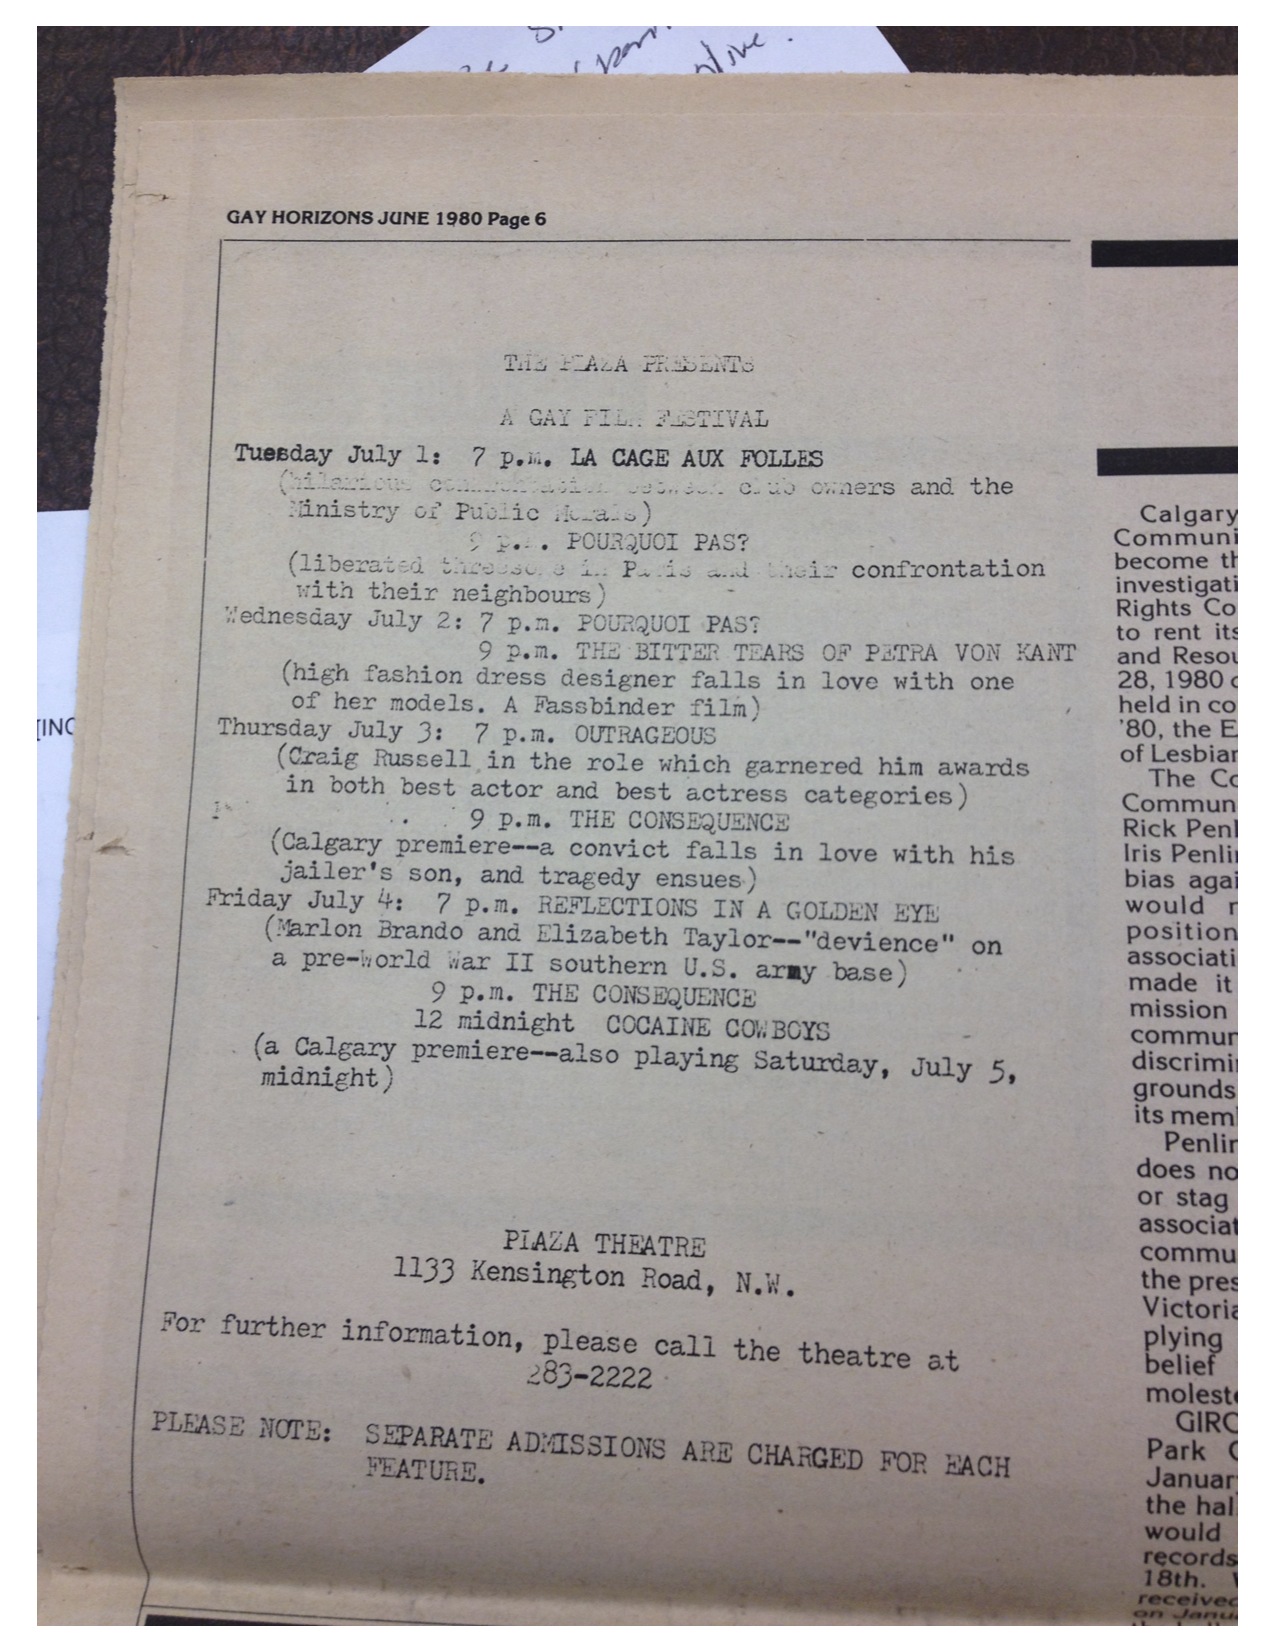 ative.
GAY HORIZONS JUNE 1980 Page 6
THE PLAZA PRESENTS
A GAY FILM FESTIVAL
Tuesday July 1: 7 p.m. LA CAGE AUX FOLLES
(hilarious confrontation between club owners and the
Ministry of Public Morals)
9 p.m. POURQUOI PAS?
(liberated threesome in Paris and their confrontation
with their neighbours)
Wednesday July 2: 7 p.m. POURQUOI PAS?
9 p.m. THE BITTER TEARS OF PETRA VON KANT
(high fashion dress designer falls in love with one
of her models. A Fassbinder film)
Thursday July 3: 7 p.m. OUTRAGEOUS
(Craig Russell in the role which garnered him awards
in both best actor and best actress categories)
9 p.m. THE CONSEQUENCE
(Calgary premiere--a convict falls in love with his
jailer's son, and tragedy ensues)
Friday July 4: 7 p.m. REFLECTIONS IN A GOLDEN EYE
(Marlon Brando and Elizabeth Taylor--"devience" on
a pre-World War II southern U.S. army base)
9 p.m. THE CONSEQUENCE
12 midnight COCAINE COWBOYS
(a Calgary premiere--also playing Saturday, July 5,
midnight)
PLAZA THEATRE
1133 Kensington Road, N.W.
For further information, please call the theatre at
283-2222
PLEASE NOTE: SEPARATE ADMISSIONS ARE CHARGED FOR EACH
FEATURE.
[INC
Calgary
Communi
become th
investigati
Rights Co
to rent its
and Resou
28, 1980
held in co
'80, the E
of Lesbian
The Co
Commun
Rick Penl
Iris Penlin
bias agai
would
position
associati
made it
mission
commun
discrimi
grounds
its mem
Penlin
does no
or stag
associat
commu
the pres
Victoria
plying
belief
moleste
GIRC
Park
January
the hal
would
records
18th.
received
on Janu